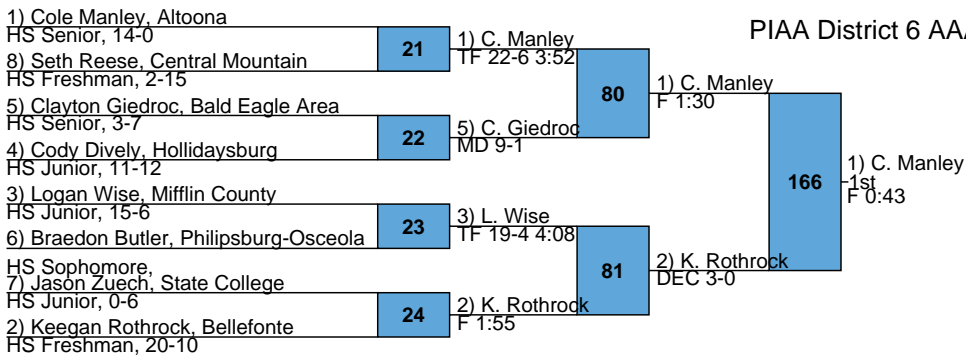 1) Cole Manley, Altoona
HS Senior, 14-0
8) Seth Reese, Central Mountain
HS Freshman, 2-15
5) Clayton Giedroc, Bald Eagle Area
HS Senior, 3-7
4) Cody Dively, Hollidaysburg
HS Junior, 11-12
3) Logan Wise, Mifflin County
HS Junior, 15-6
6) Braedon Butler, Philipsburg-Osceola
HS Sophomore,
7) Jason Zuech, State College
HS Junior, 0-6
2) Keegan Rothrock, Bellefonte
HS Freshman, 20-10
21
22
23
24
1) C. Manley
TF 22-6 3:52
5) C. Giedroc
MD 9-1
3) L. Wise
TF 19-4 4:08
2) K. Rothrock
F 1:55
80
81
1) C. Manley
F 1:30
2) K. Rothrock
DEC 3-0
166
PIAA District 6 AAA
1) C. Manley
1st
F 0:43